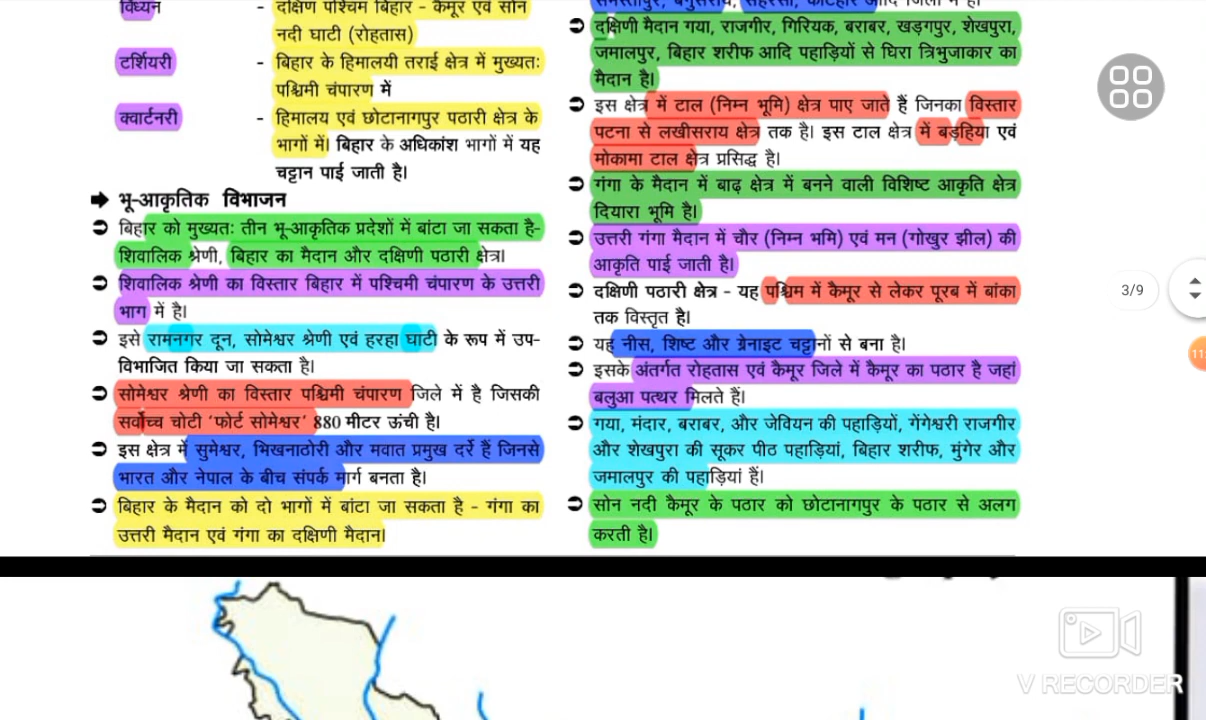 विंध्यन - दक्षिण पश्चिम बिहार - कैमूर एवं सोन
नदी घाटी (रोहतास)
टर्शियरी - बिहार के हिमालयी तराई क्षेत्र में मुख्यतः
पश्चिमी चंपारण में
क्वार्टनरी - हिमालय एवं छोटानागपुर पठारी क्षेत्र के
भागों में। बिहार के अधिकांश भागों में यह
चट्टान पाई जाती है।
भू-आकृतिक विभाजन
बिहार को मुख्यतः तीन भू-आकृतिक प्रदेशों में बांटा जा सकता है-
शिवालिक श्रेणी, बिहार का मैदान और दक्षिणी पठारी क्षेत्र।
शिवालिक श्रेणी का विस्तार बिहार में पश्चिमी चंपारण के उत्तरी
भाग में है।
इसे रामनगर दून, सोमेश्वर श्रेणी एवं हरहा घाटी के रूप में उप-
विभाजित किया जा सकता है।
सोमेश्वर श्रेणी का विस्तार पश्चिमी चंपारण जिले में है जिसकी
सर्वोच्च चोटी ‘फोर्ट सोमेश्वर’ 880 मीटर ऊंची है।
इस क्षेत्र में सुमेश्वर, भिखनाठोरी और मवात प्रमुख दर्रे हैं जिनसे
भारत और नेपाल के बीच संपर्क मार्ग बनता है।
बिहार के मैदान को दो भागों में बांटा जा सकता है - गंगा का
उत्तरी मैदान एवं गंगा का दक्षिणी मैदान।
समस्तीपुर, बेगुसराय, सहरसा, कटिहार आदि जिलों में है।
दक्षिणी मैदान गया, राजगीर, गिरियक, बराबर, खड़गपुर, शेखपुरा,
जमालपुर, बिहार शरीफ आदि पहाड़ियों से घिरा त्रिभुजाकार का
मैदान है।
इस क्षेत्र में टाल (निम्न भूमि) क्षेत्र पाए जाते हैं जिनका विस्तार
पटना से लखीसराय क्षेत्र तक है। इस टाल क्षेत्र में बड़हिया एवं
मोकामा टाल क्षेत्र प्रसिद्ध है।
गंगा के मैदान में बाढ़ क्षेत्र में बनने वाली विशिष्ट आकृति क्षेत्र
दियारा भूमि है।
उत्तरी गंगा मैदान में चौर (निम्न भमि) एवं मन (गोखुर झील) की
आकृति पाई जाती है।
दक्षिणी पठारी क्षेत्र - यह पश्चिम में कैमूर से लेकर पूरब में बांका
तक विस्तृत है।
यह नीस, शिष्ट और ग्रेनाइट चट्टानों से बना है।
इसके अंतर्गत रोहतास एवं कैमूर जिले में कैमूर का पठार है जहां
बलुआ पत्थर मिलते हैं।
गया, मंदार, बराबर, और जेवियन की पहाड़ियों, गेंगेश्वरी राजगीर
और शेखपुरा की सूकर पीठ पहाड़ियां, बिहार शरीफ, मुंगेर और
जमालपुर की पहाड़ियां हैं।
सोन नदी कैमूर के पठार को छोटानागपुर के पठार से अलग
करती है।
3/9
V RECORDER